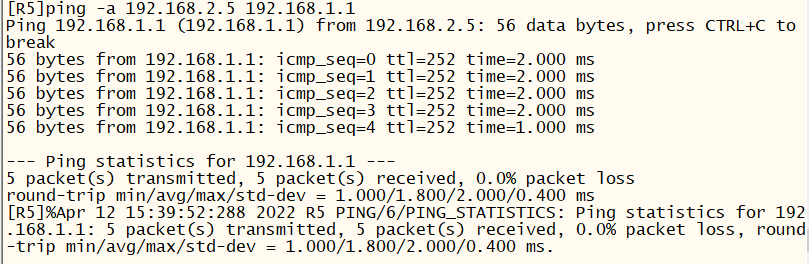 [R5]ping -a 192.168.2.5 192.168.1.1
Ping 192.168.1.1 (192.168.1.1) from 192.168.2.5: 56 data bytes, press CTRL+C to
break
56 bytes from 192.168.1.1: icmp_seq=0 ttl=252 time=2.000 ms
56 bytes from 192.168.1.1: icmp_seq=1 ttl=252 time=2.000 ms
56 bytes from 192.168.1.1: icmp_seq=2 ttl=252 time=2.000 ms
56 bytes from 192.168.1.1: icmp_seq=3 ttl=252 time=2.000 ms
56 bytes from 192.168.1.1: icmp_seq=4 ttl=252 time=1.000 ms

--- Ping statistics for 192.168.1.1 ---
5 packet(s) transmitted, 5 packet(s) received, 0.0% packet loss
round-trip min/avg/max/std-dev = 1.000/1.800/2.000/0.400 ms
[R5]%Apr 12 15:39:52:288 2022 R5 PING/6/PING_STATISTICS: Ping statistics for 192
.168.1.1: 5 packet(s) transmitted, 5 packet(s) received, 0.0% packet loss, round
-trip min/avg/max/std-dev = 1.000/1.800/2.000/0.400 ms.